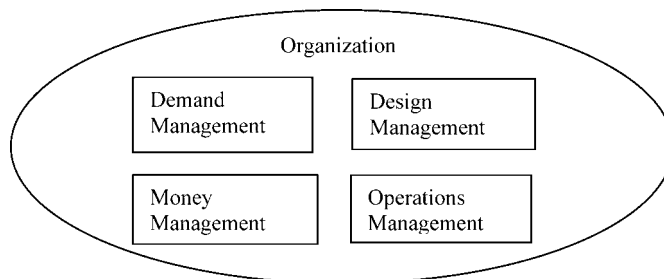 Organization
Demand
Management
Design
Management
Money
Management
Operations
Management